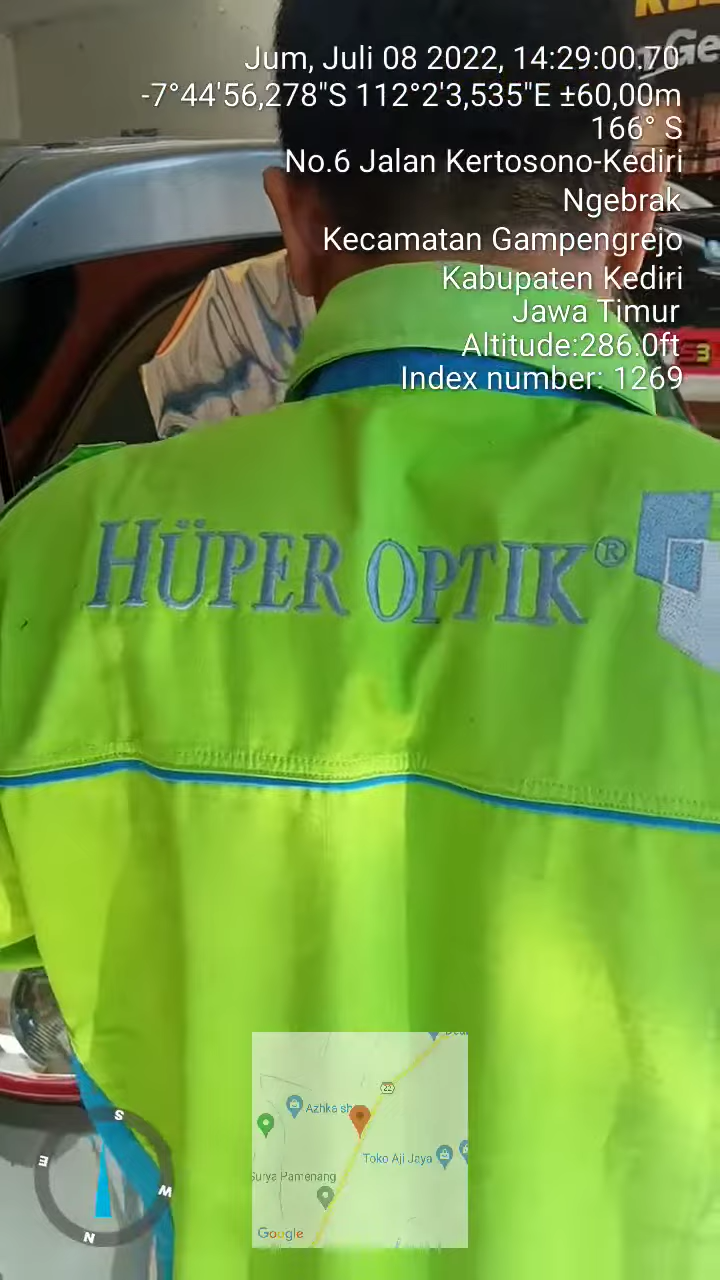 Jum, Juli 08 2022, 14:29:00.70
-7°44'56,278"S 112°2'3,535"E ±60,00m
166° S
No.6 Jalan Kertosono-Kediri
Ngebrak
Kecamatan Gampengrejo
Kabupaten Kediri
Jawa Timur
Altitude:286.0ft
Index number: 1269
HÜPER OPTIK®
22
Azhka sh
Toko Aji Jaya
Surya Pamenang
Google
S
E
W
N